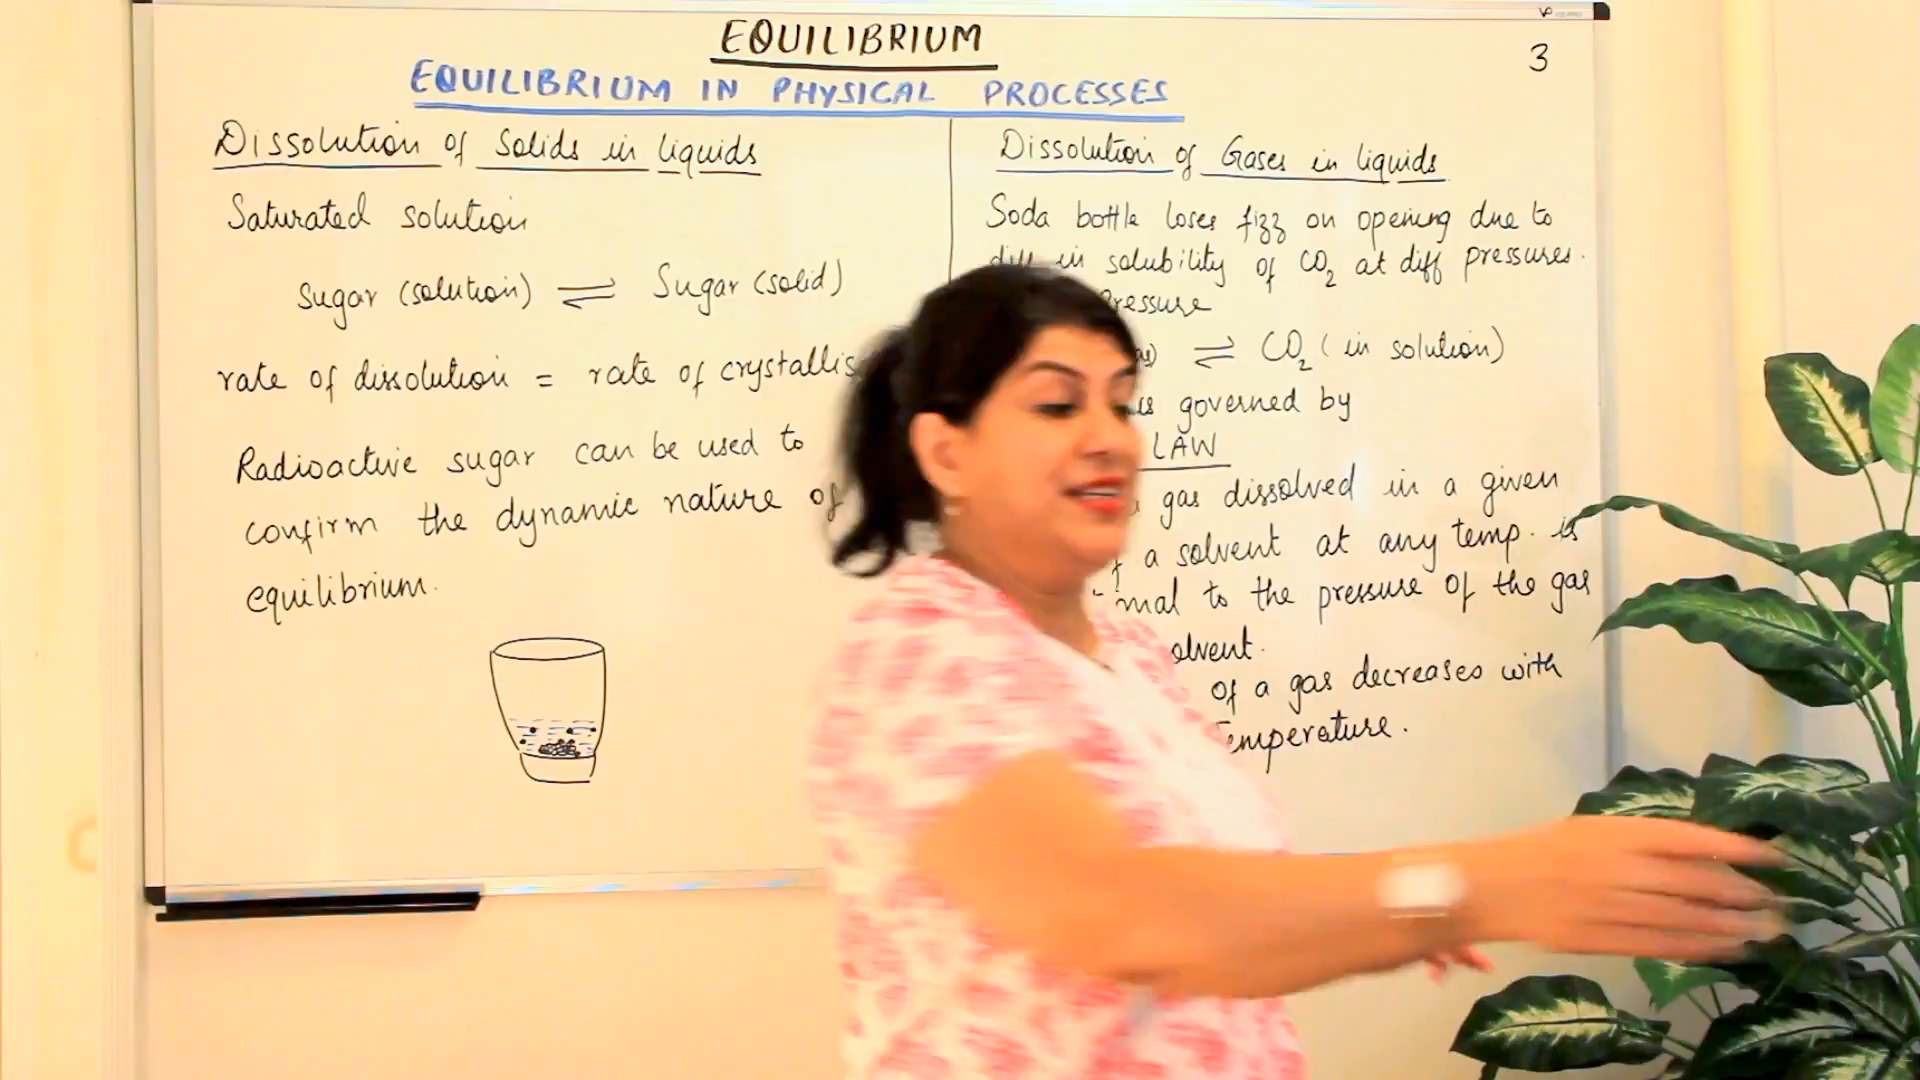 EQUILIBRIUM
3
EQUILIBRIUM IN PHYSICAL PROCESSES
Dissolution of Solids in liquids
Saturated solution
Sugar (solution) ⇌ Sugar (solid)
rate of dissolution = rate of crystallis
Radioactive sugar can be used to
confirm the dynamic nature of
equilibrium.
Dissolution of Gases in liquids
Soda bottle loses fizz on opening due to
in solubility of CO₂ at diff pressures.
ressure
⇌ CO₂ (in solution)
is governed by
LAW
gas dissolved in a given
a solvent at any temp. is
nal to the pressure of the gas
olvent.
of a gas decreases with
emperature.